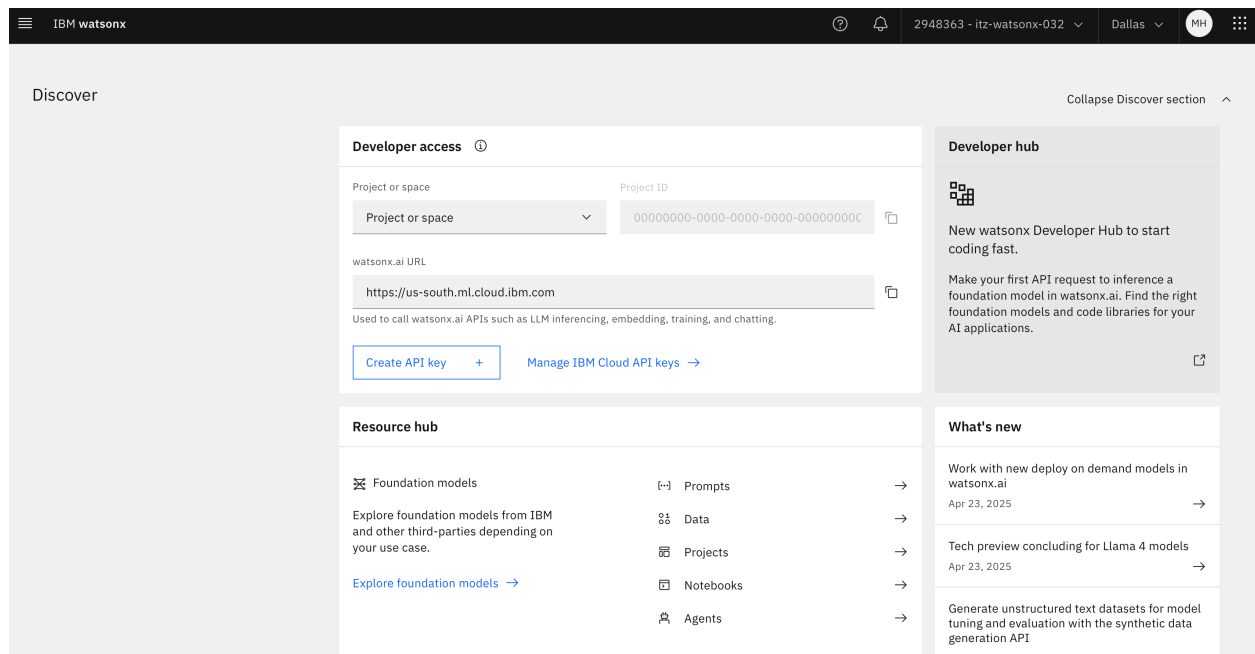 IBM watsonx
2948363 - itz-watsonx-032
Dallas
MH
Discover
Collapse Discover section
Developer access
Project or space
Project ID
Project or space
00000000-0000-0000-0000-00000000C
watsonx.ai URL
https://us-south.ml.cloud.ibm.com
Used to call watsonx.ai APIs such as LLM inferencing, embedding, training, and chatting.
Create API key +
Manage IBM Cloud API keys →
Developer hub
New watsonx Developer Hub to start
coding fast.
Make your first API request to inference a
foundation model in watsonx.ai. Find the right
foundation models and code libraries for your
AI applications.
Resource hub
Foundation models
Explore foundation models from IBM
and other third-parties depending on
your use case.
Explore foundation models →
Prompts
Data
Projects
Notebooks
Agents
What's new
Work with new deploy on demand models in
watsonx.ai
Apr 23, 2025
Tech preview concluding for Llama 4 models
Apr 23, 2025
Generate unstructured text datasets for model
tuning and evaluation with the synthetic data
generation API